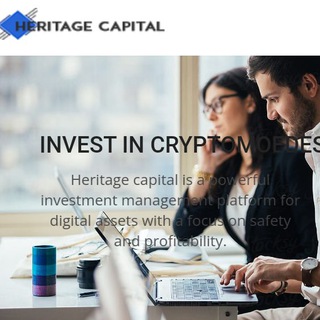 HERITAGE CAPITAL
INVEST IN CRYPTOMOEDES
Heritage capital is a powerful
investment management platform for
digital assets with a focus on safety
and profitability.